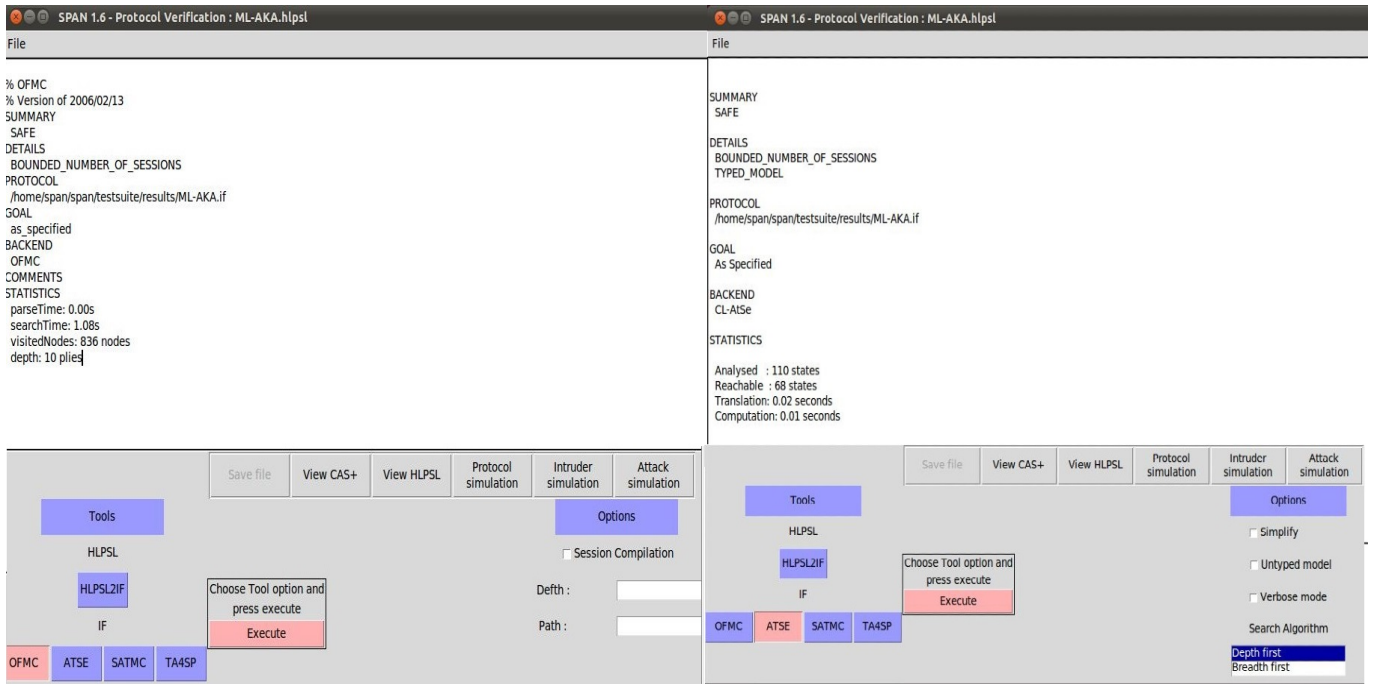 SPAN 1.6 - Protocol Verification : ML-AKA.hlpsl
File
% OFMC
% Version of 2006/02/13
SUMMARY
SAFE
DETAILS
BOUNDED_NUMBER_OF_SESSIONS
PROTOCOL
/home/span/span/testsuite/results/ML-AKA.if
GOAL
as_specified
BACKEND
OFMC
COMMENTS
STATISTICS
parseTime: 0.00s
searchTime: 1.08s
visitedNodes: 836 nodes
depth: 10 plies
Save file
View CAS+
View HLPSL
Protocol
simulation
Intruder
simulation
Attack
simulation
Tools
Options
HLPSL
Session Compilation
HLPSL2IF
Choose Tool option and
press execute
Execute
Defth :
IF
Path :
OFMC
ATSE
SATMC
TA4SP
SPAN 1.6 - Protocol Verification : ML-AKA.hlpsl
File
SUMMARY
SAFE
DETAILS
BOUNDED_NUMBER_OF_SESSIONS
TYPED_MODEL
PROTOCOL
/home/span/span/testsuite/results/ML-AKA.if
GOAL
As Specified
BACKEND
CL-AtSe
STATISTICS
Analysed : 110 states
Reachable : 68 states
Translation: 0.02 seconds
Computation: 0.01 seconds
Save file
View CAS+
View HLPSL
Protocol
simulation
Intruder
simulation
Attack
simulation
Tools
Options
HLPSL
Simplify
HLPSL2IF
Choose Tool option and
press execute
Execute
Untyped model
IF
Verbose mode
OFMC
ATSE
SATMC
TA4SP
Search Algorithm
Depth first
Breadth first